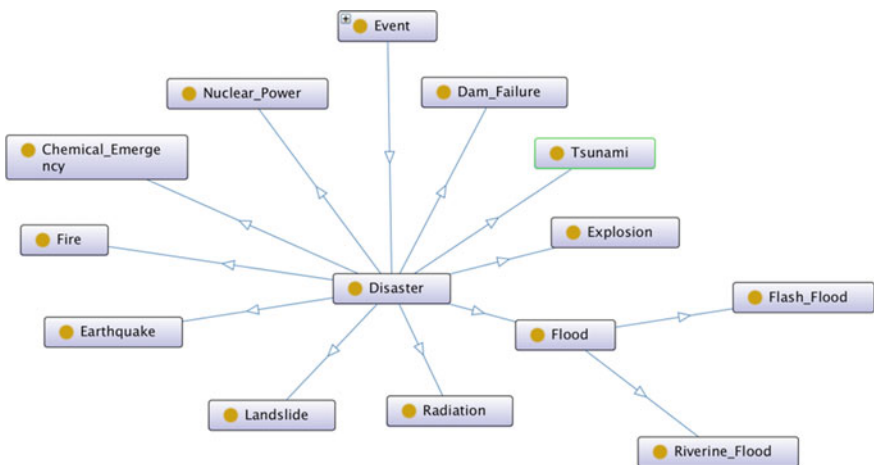 Event
Nuclear_Power
Dam_Failure
Chemical_Emerge
ncy
Tsunami
Fire
Explosion
Disaster
Flash_Flood
Earthquake
Flood
Landslide
Radiation
Riverine_Flood